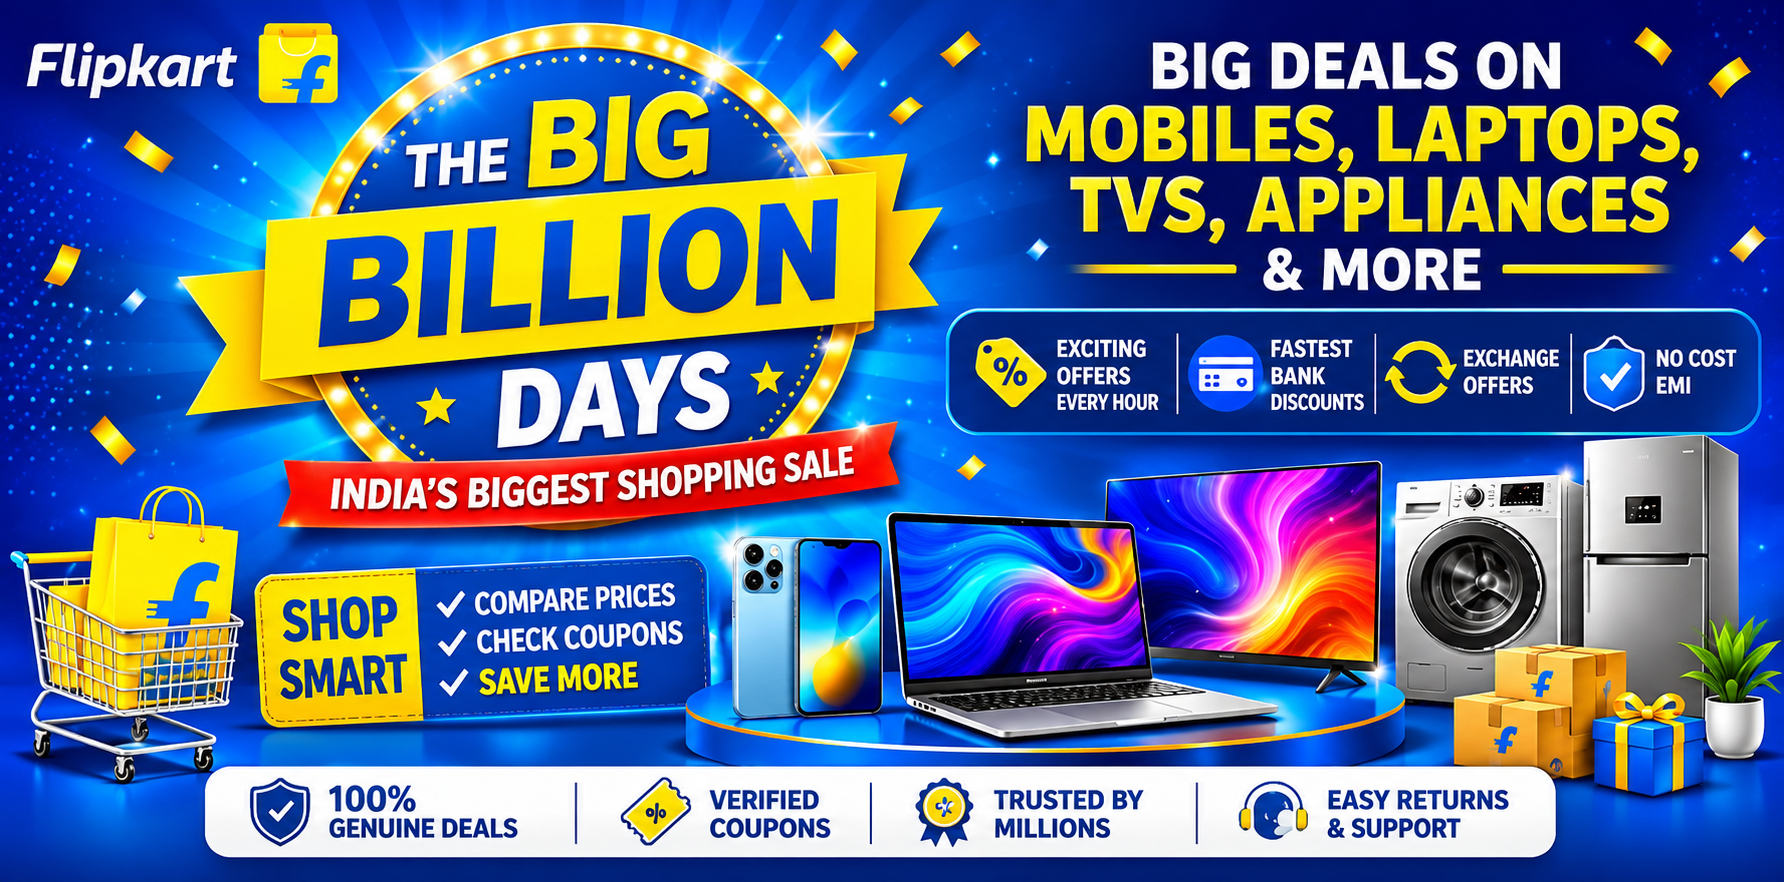 Flipkart
f
THE BIG
BILLION
DAYS
INDIA'S BIGGEST SHOPPING SALE
BIG DEALS ON
MOBILES, LAPTOPS,
TVS, APPLIANCES
& MORE
%
EXCITING
OFFERS
EVERY HOUR
FASTEST
BANK
DISCOUNTS
EXCHANGE
OFFERS
NO COST
EMI
f
SHOP
SMART
COMPARE PRICES
CHECK COUPONS
SAVE MORE
f
f
100%
GENUINE DEALS
%
VERIFIED
COUPONS
TRUSTED BY
MILLIONS
EASY RETURNS
& SUPPORT